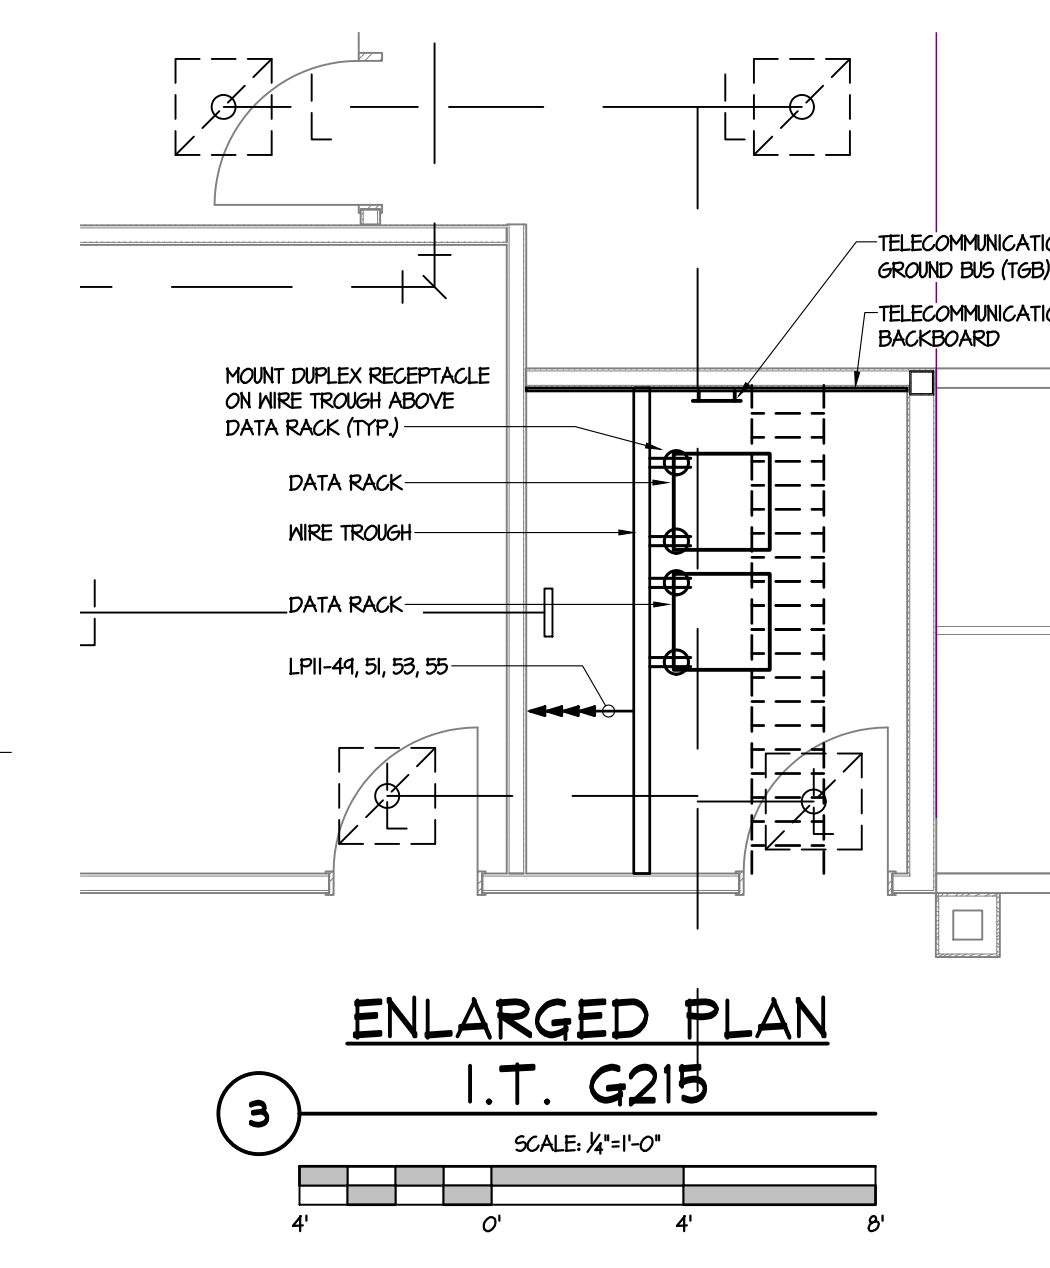 TELECOMMUNICATIO
GROUND BUS (TGB)
TELECOMMUNICATIO
BACKBOARD
MOUNT DUPLEX RECEPTACLE
ON WIRE TROUGH ABOVE
DATA RACK (TYP.)
DATA RACK
WIRE TROUGH
DATA RACK
LP11-49, 51, 53, 55
ENLARGED PLAN
I.T. G215
3
SCALE: 1/4"=1'-0"
4' 0' 4' 8'